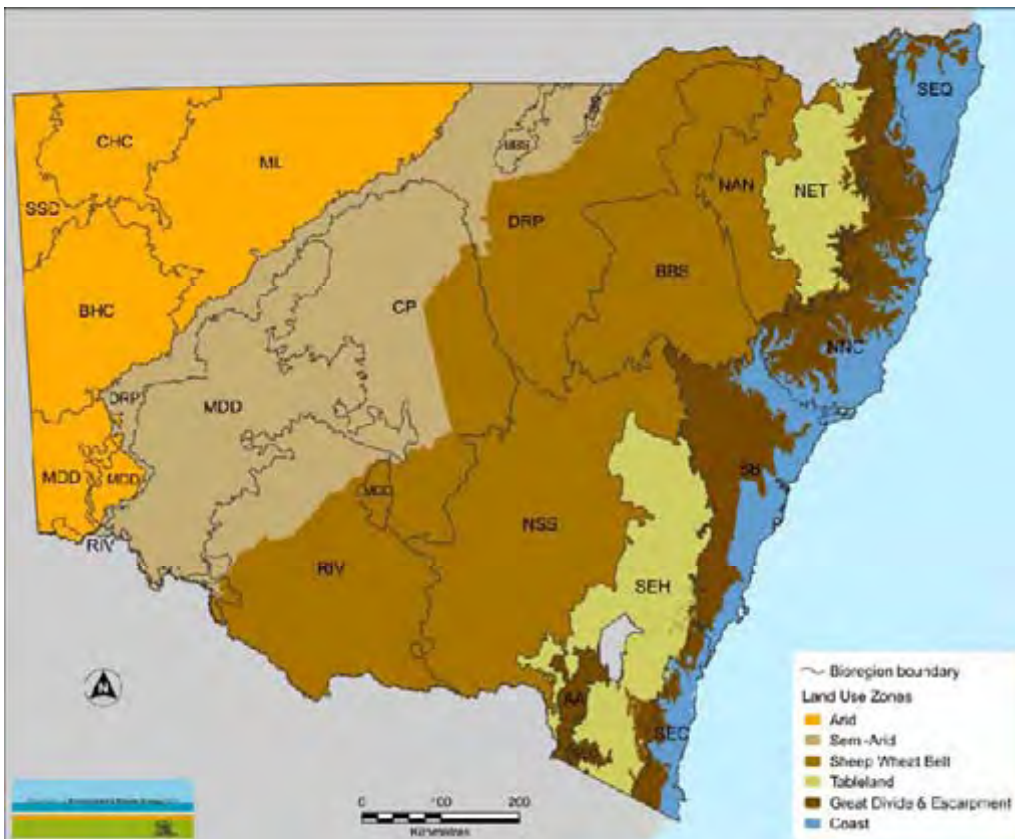 SEQ
CHC
BBS
ML
NAN
NET
SSD
DRP
BBS
BHC
CP
NNC
DRP
MDD
SB
MDD
MDD
MDD
NSS
RIV
RIV
SEH
AA
SEC
N
Bioregion boundary
Land Use Zones
Arid
Semi-Arid
Sheep Wheat Belt
Tableland
Great Divide & Escarpment
Coast
0 100 200
Kilometres